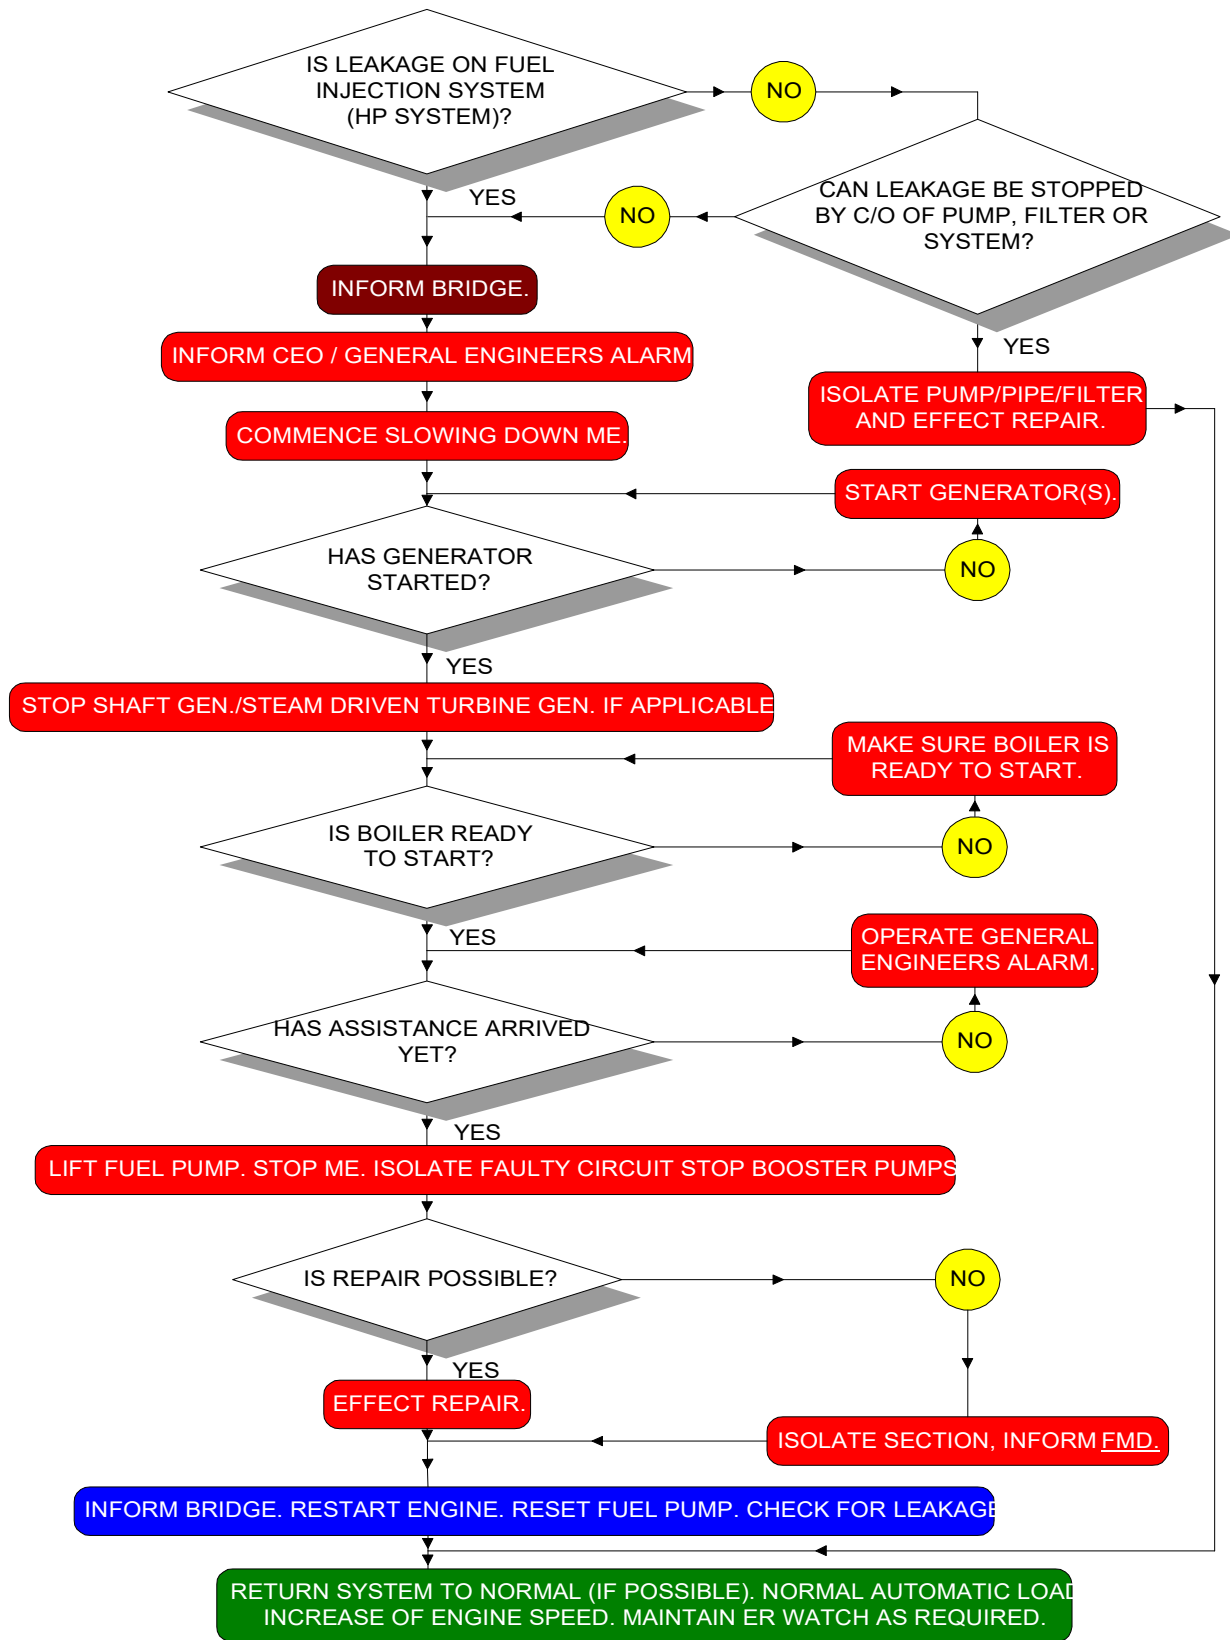 IS LEAKAGE ON FUEL
INJECTION SYSTEM
(HP SYSTEM)?
NO
YES
CAN LEAKAGE BE STOPPED
BY C/O OF PUMP, FILTER OR
SYSTEM?
NO
YES
INFORM BRIDGE.
INFORM CEO / GENERAL ENGINEERS ALARM
ISOLATE PUMP/PIPE/FILTER
AND EFFECT REPAIR.
COMMENCE SLOWING DOWN ME.
START GENERATOR(S).
HAS GENERATOR
STARTED?
NO
YES
STOP SHAFT GEN./STEAM DRIVEN TURBINE GEN. IF APPLICABLE
MAKE SURE BOILER IS
READY TO START.
IS BOILER READY
TO START?
NO
YES
OPERATE GENERAL
ENGINEERS ALARM.
HAS ASSISTANCE ARRIVED
YET?
NO
YES
LIFT FUEL PUMP. STOP ME. ISOLATE FAULTY CIRCUIT STOP BOOSTER PUMPS
IS REPAIR POSSIBLE?
NO
YES
EFFECT REPAIR.
ISOLATE SECTION, INFORM FMD.
INFORM BRIDGE. RESTART ENGINE. RESET FUEL PUMP. CHECK FOR LEAKAGE
RETURN SYSTEM TO NORMAL (IF POSSIBLE). NORMAL AUTOMATIC LOAD
INCREASE OF ENGINE SPEED. MAINTAIN ER WATCH AS REQUIRED.